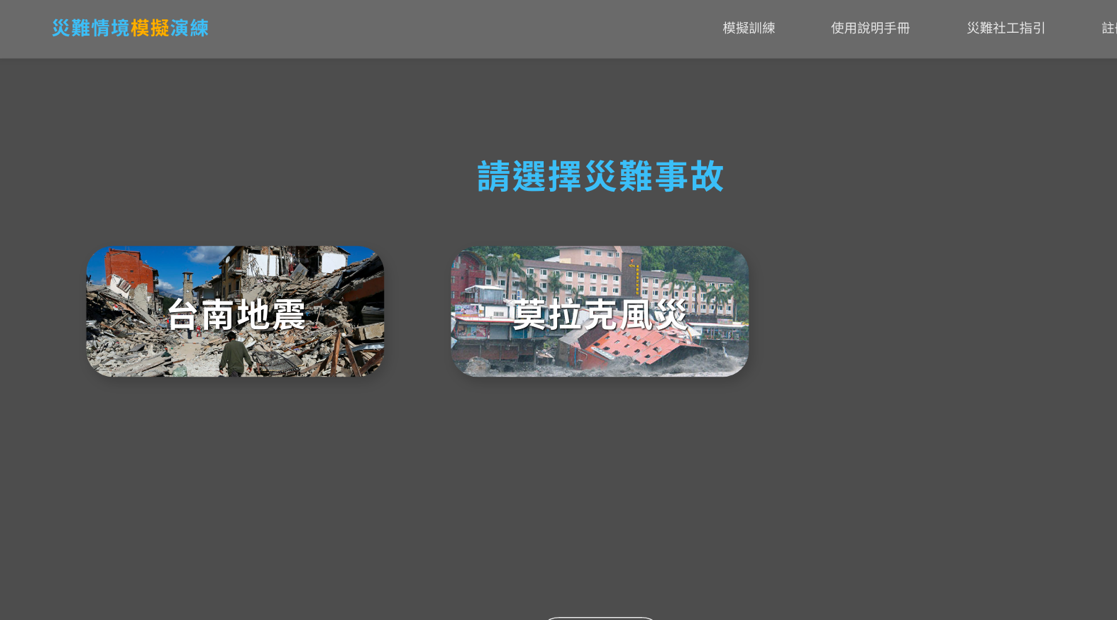 災難情境模擬演練
模擬訓練
使用說明手冊
災難社工指引
註
請選擇災難事故
台南地震
莫拉克風災